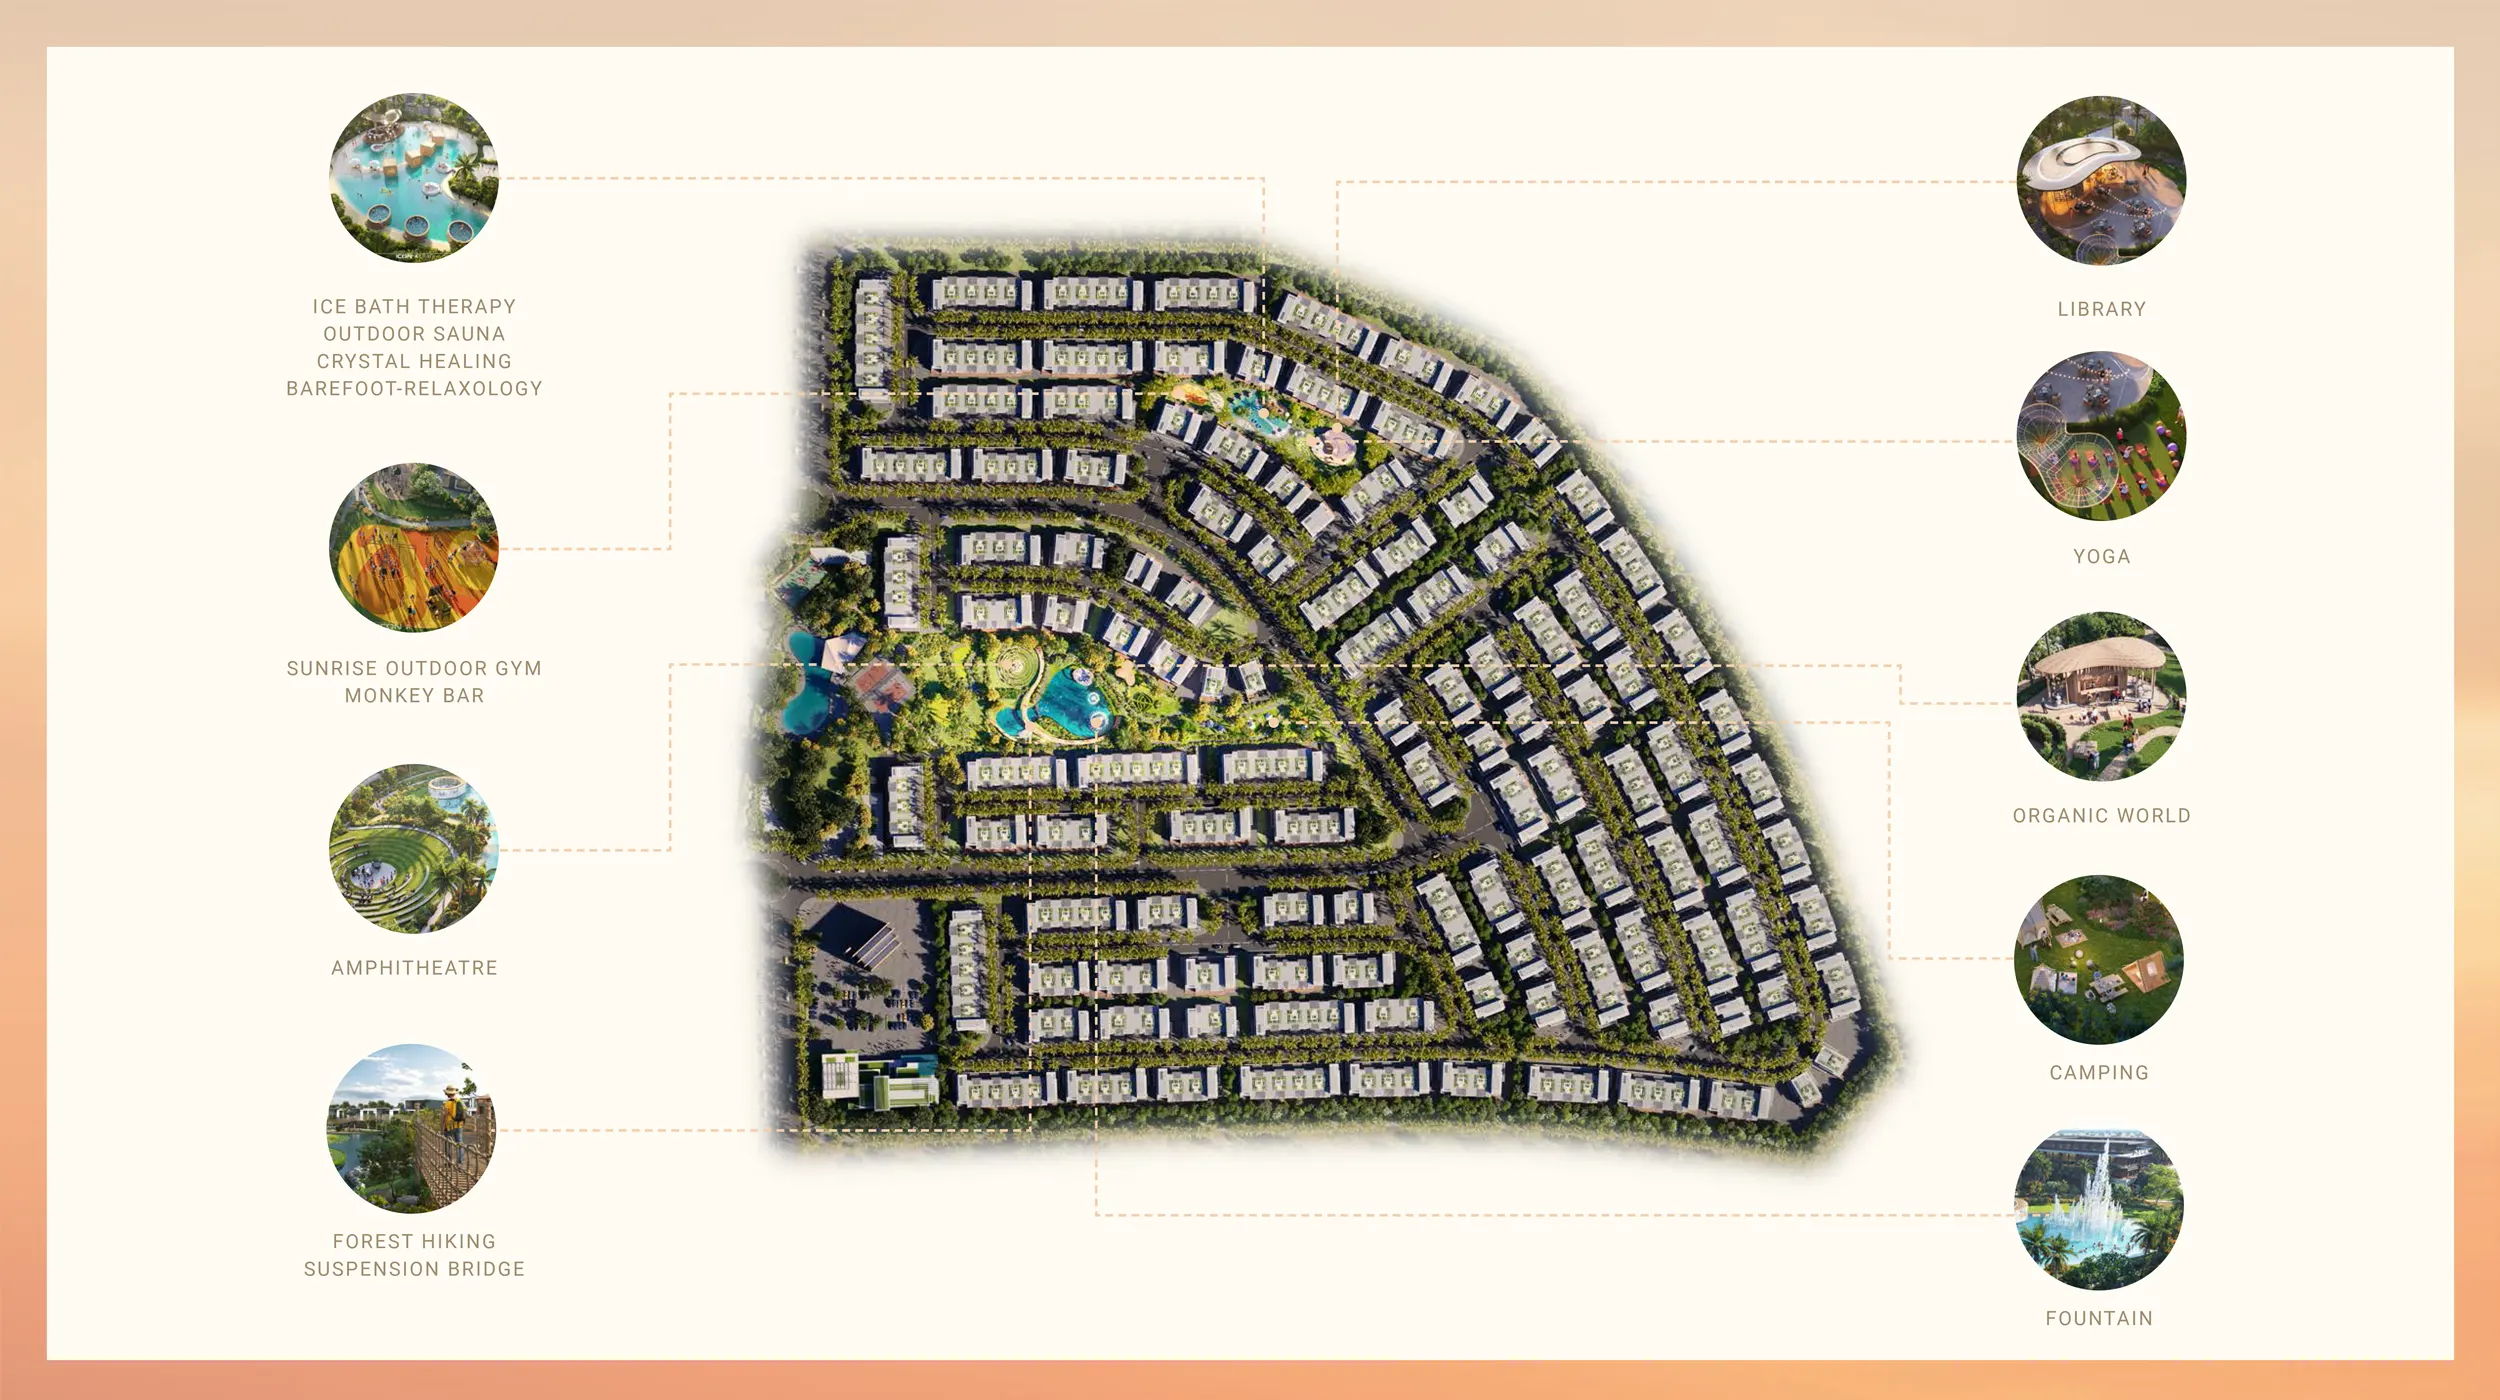 ICE BATH THERAPY
OUTDOOR SAUNA
CRYSTAL HEALING
BAREFOOT-RELAXOLOGY
SUNRISE OUTDOOR GYM
MONKEY BAR
AMPHITHEATRE
FOREST HIKING
SUSPENSION BRIDGE
LIBRARY
YOGA
ORGANIC WORLD
CAMPING
FOUNTAIN